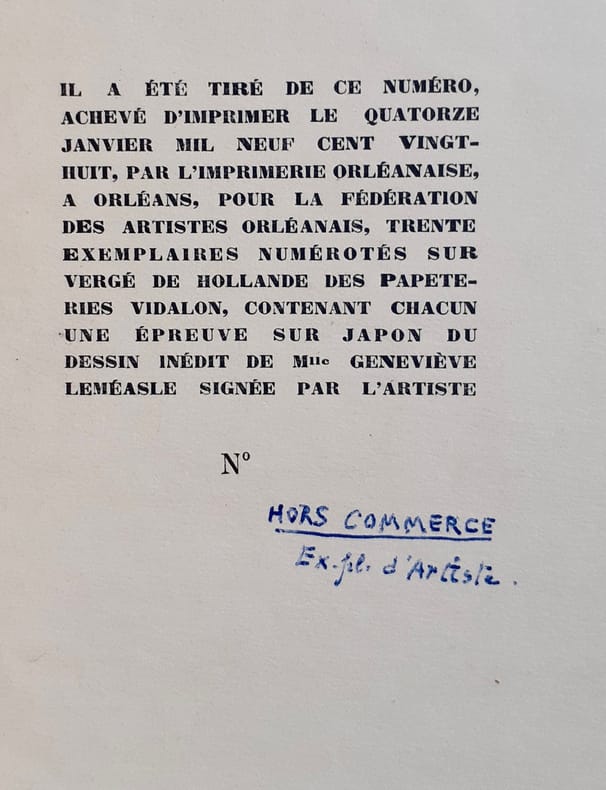 IL A ÉTÉ TIRÉ DE CE NUMÉRO,
ACHEVÉ D'IMPRIMER LE QUATORZE
JANVIER MIL NEUF CENT VINGT-
HUIT, PAR L'IMPRIMERIE ORLÉANAISE,
A ORLÉANS, POUR LA FÉDÉRATION
DES ARTISTES ORLÉANAIS, TRENTE
EXEMPLAIRES NUMÉROTÉS SUR
VERGÉ DE HOLLANDE DES PAPETE-
RIES VIDALON, CONTENANT CHACUN
UNE ÉPREUVE SUR JAPON DU
DESSIN INÉDIT DE Mlle GENEVIÈVE
LEMÉASLE SIGNÉE PAR L'ARTISTE
Nº
HORS COMMERCE
Ex.pl. d'Artiste.